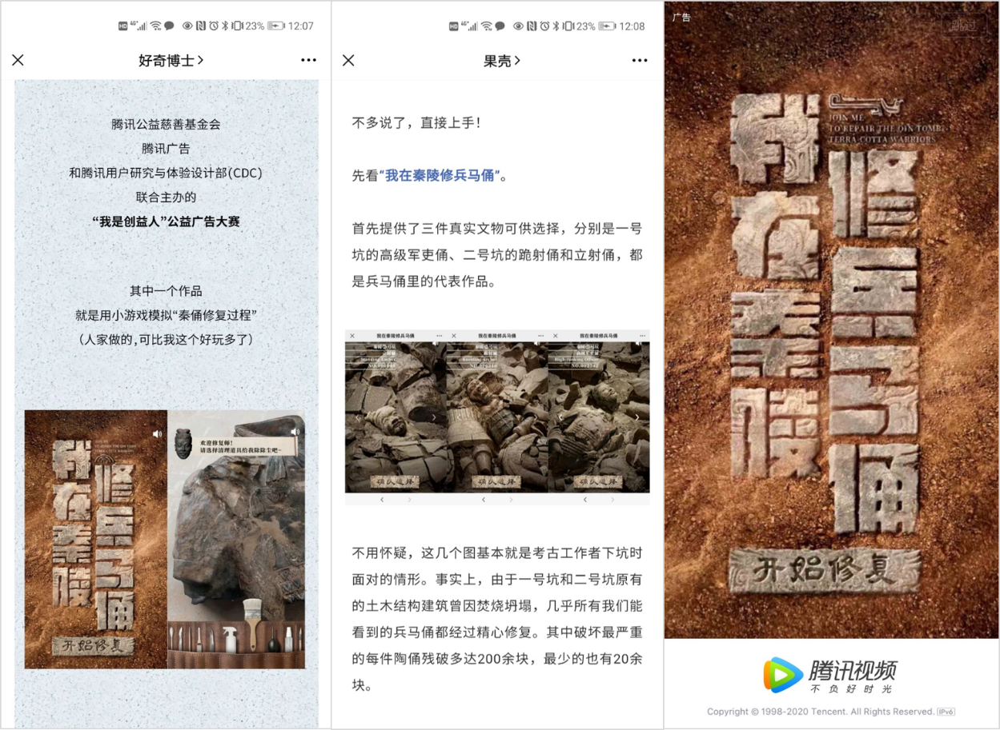 HD 4G 23% 12:07
好奇博士
腾讯公益慈善基金会
腾讯广告
和腾讯用户研究与体验设计部(CDC)
联合主办的
“我是创益人”公益广告大赛
其中一个作品
就是用小游戏模拟“秦俑修复过程”
（人家做的,可比我这个好玩多了）
我在秦陵
修兵马俑
开始修复
欢迎修复师！
请选择清理道具给我除除尘吧~
HD 4G 23% 12:08
果壳
不多说了，直接上手！
先看“我在秦陵修兵马俑”。
首先提供了三件真实文物可供选择，分别是一号
坑的高级军吏俑、二号坑的跪射俑和立射俑，都
是兵马俑里的代表作品。
我在秦陵修兵马俑
确认选择
我在秦陵修兵马俑
确认选择
我在秦陵修兵马俑
确认选择
不用怀疑，这几个图基本就是考古工作者下坑时
面对的情形。事实上，由于一号坑和二号坑原有
的土木结构建筑曾因焚烧坍塌，几乎所有我们能
看到的兵马俑都经过精心修复。其中破坏最严重
的每件陶俑残破多达200余块，最少的也有20余
块。
广告
跳过
我在秦陵
JOIN ME
TO REPAIR THE QIN TOMB'S
TERRA-COTTA WARRIORS
修兵马俑
开始修复
腾讯视频
不负好时光
Copyright © 1998-2020 Tencent. All Rights Reserved. IPv6